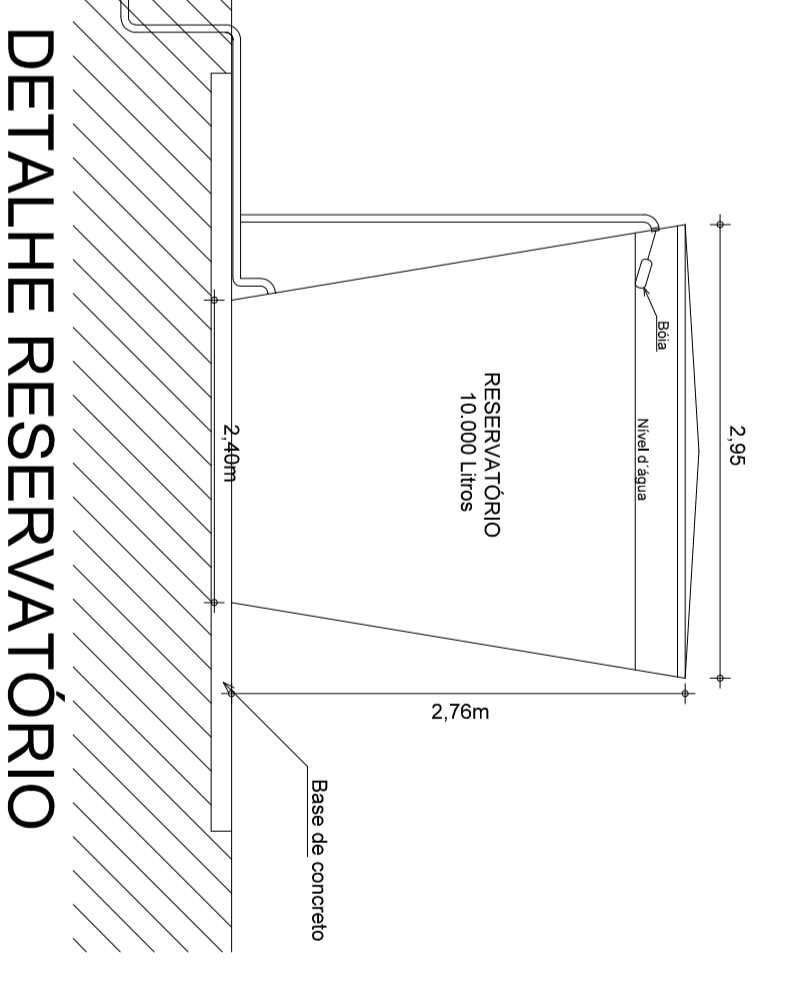 2,95
Bóia
Nível d´água
RESERVATÓRIO
10.000 Litros
2,76m
2,40m
Base de concreto
DETALHE RESERVATÓRIO